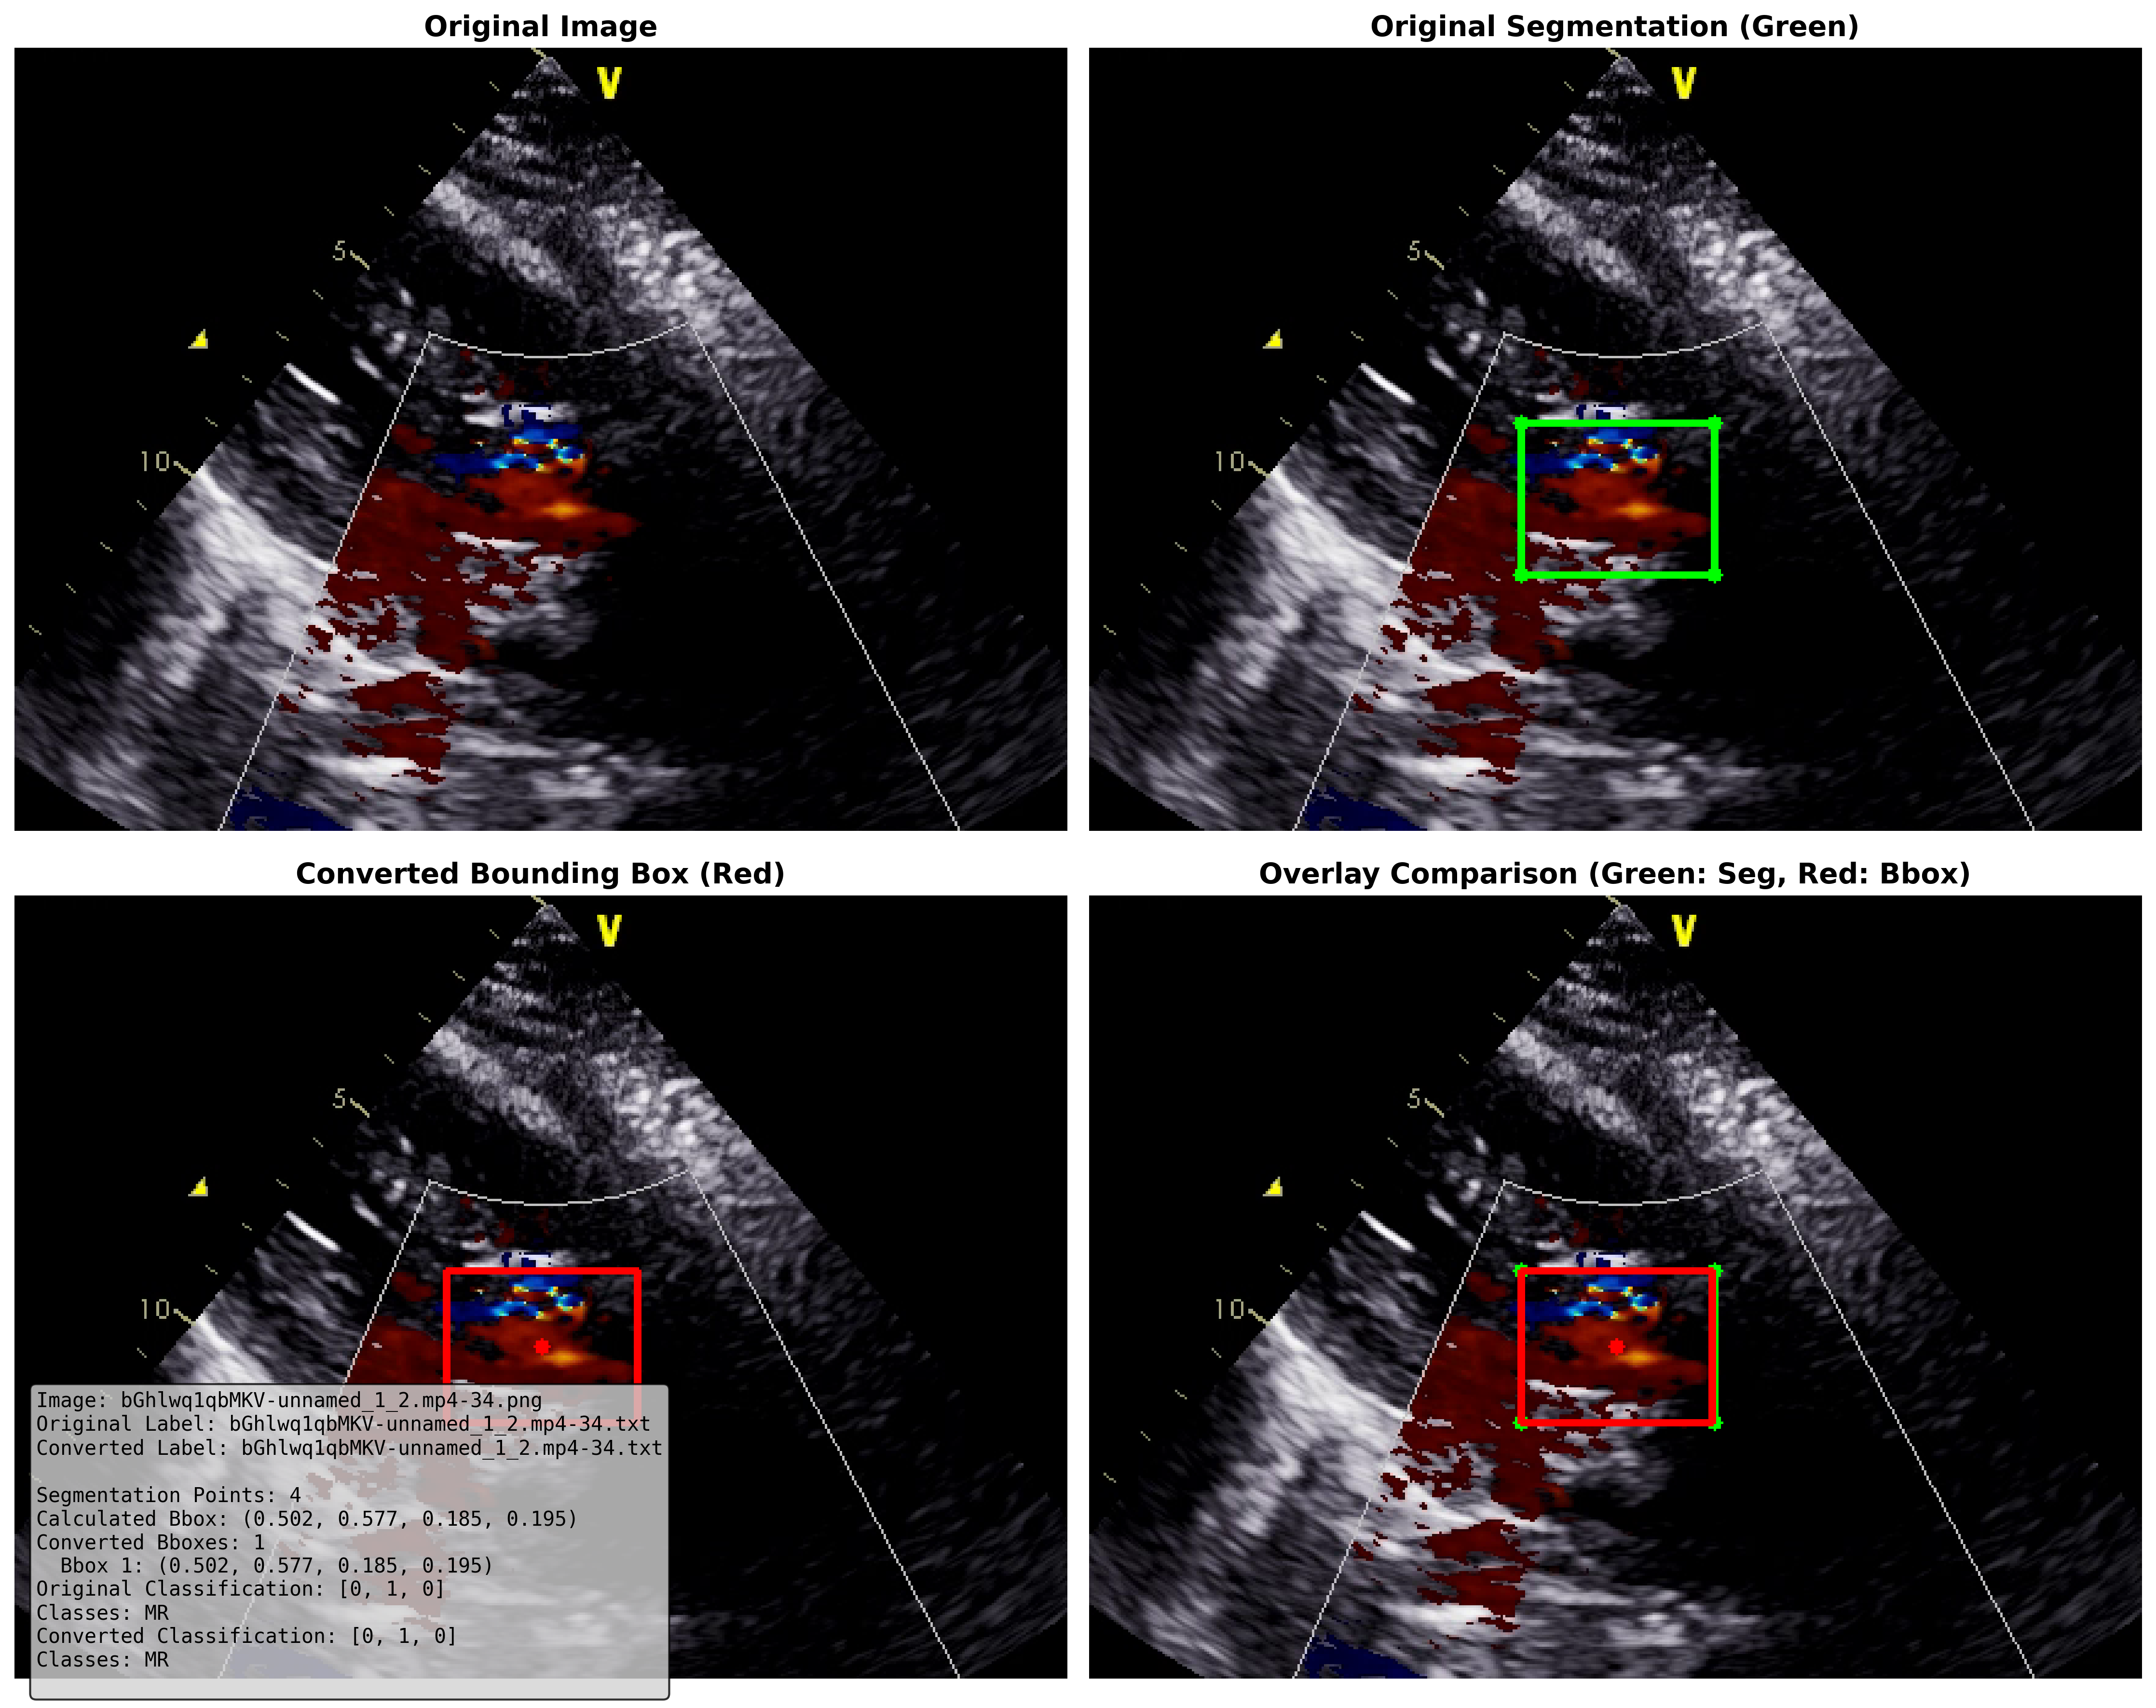 Original Image
Original Segmentation (Green)
V
5
10
V
5
10
Converted Bounding Box (Red)
Overlay Comparison (Green: Seg, Red: Bbox)
V
5
10
Image: bGhlwq1qbMKV-unnamed_1_2.mp4-34.png
Original Label: bGhlwq1qbMKV-unnamed_1_2.mp4-34.txt
Converted Label: bGhlwq1qbMKV-unnamed_1_2.mp4-34.txt
Segmentation Points: 4
Calculated Bbox: (0.502, 0.577, 0.185, 0.195)
Converted Bboxes: 1
Bbox 1: (0.502, 0.577, 0.185, 0.195)
Original Classification: [0, 1, 0]
Classes: MR
Converted Classification: [0, 1, 0]
Classes: MR
V
5
10